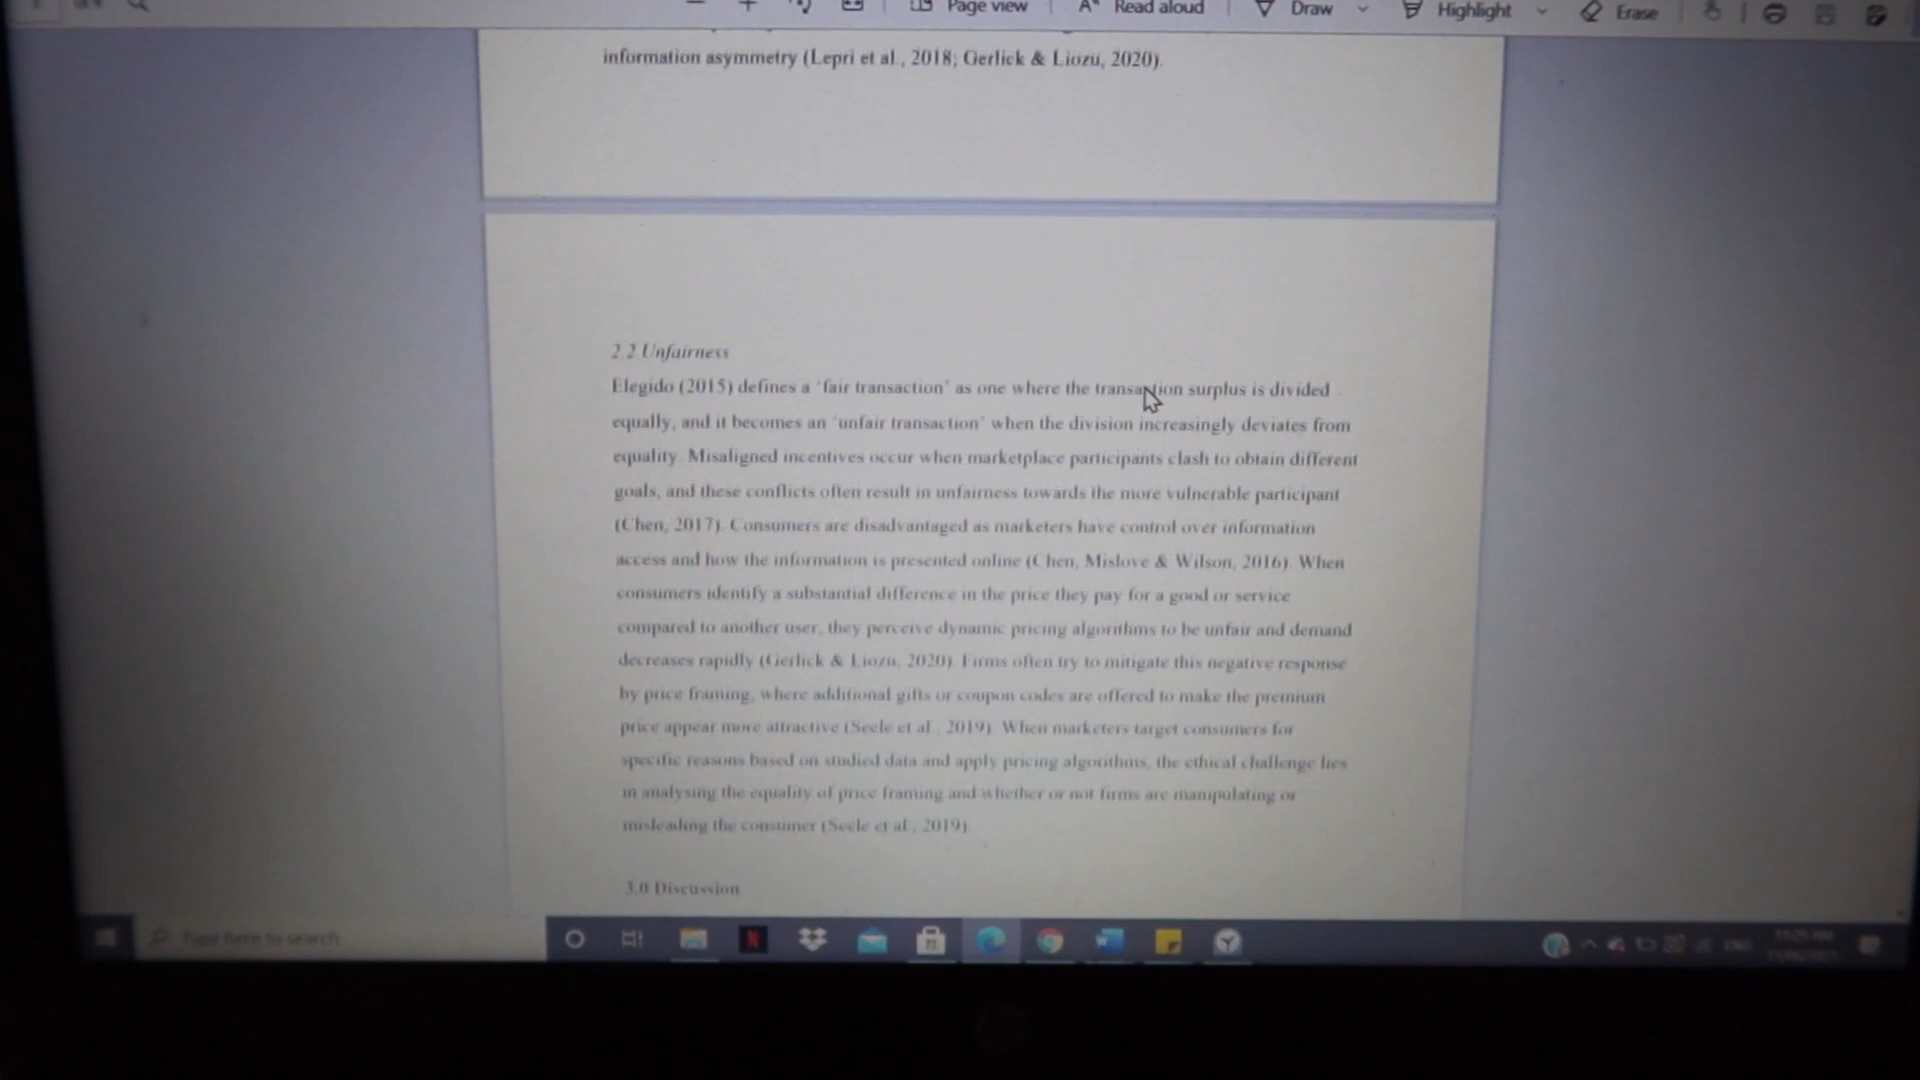 Page view
Read aloud
Draw
Highlight
Erase
information asymmetry (Lepri et al., 2018; Gerlick & Liozu, 2020).
2.2 Unfairness
Elegido (2015) defines a 'fair transaction' as one where the transaction surplus is divided
equally, and it becomes an 'unfair transaction' when the division increasingly deviates from
equality. Misaligned incentives occur when marketplace participants clash to obtain different
goals, and these conflicts often result in unfairness towards the more vulnerable participant
(Chen, 2017). Consumers are disadvantaged as marketers have control over information
access and how the information is presented online (Chen, Mislove & Wilson, 2016). When
consumers identify a substantial difference in the price they pay for a good or service
compared to another user, they perceive dynamic pricing algorithms to be unfair and demand
decreases rapidly (Gerlick & Liozu, 2020). Firms often try to mitigate this negative response
by price framing, where additional gifts or coupon codes are offered to make the premium
price appear more attractive (Seele et al., 2019). When marketers target consumers for
specific reasons based on studied data and apply pricing algorithms, the ethical challenge lies
in analysing the equality of price framing and whether or not firms are manipulating or
misleading the consumer (Seele et al., 2019).
3.0 Discussion
Type here to search
ENG